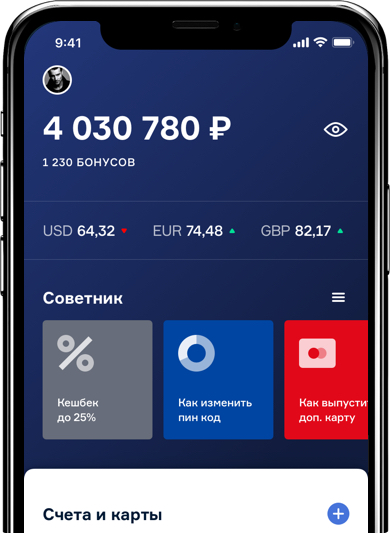 9:41
4 030 780 ₽
1 230 БОНУСОВ
USD 64,32 EUR 74,48 GBP 82,17
Советник
Кешбек
до 25%
Как изменить
пин код
Как выпусти
доп. карту
Счета и карты